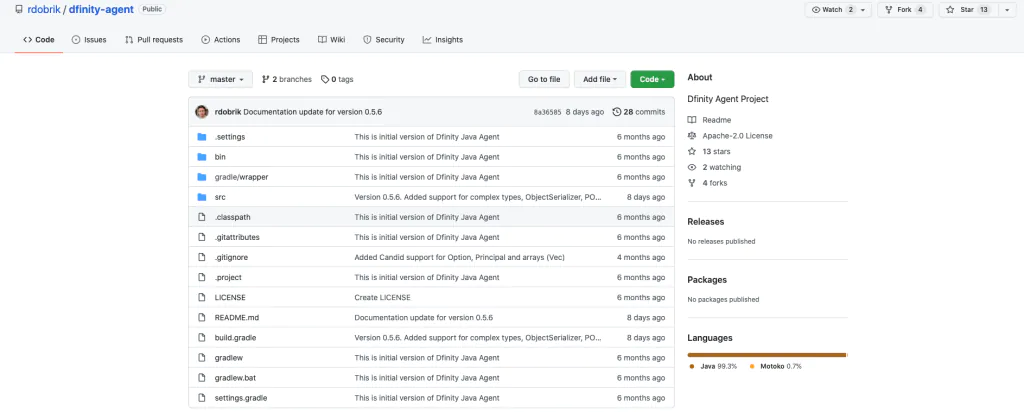 rdobrik / dfinity-agent Public Watch 2 Fork 4 Star 13
Code Issues Pull requests Actions Projects Wiki Security Insights
master 2 branches 0 tags Go to file Add file Code
rdobrik Documentation update for version 0.5.6 8a36585 8 days ago 28 commits
.settings This is initial version of Dfinity Java Agent 6 months ago
bin This is initial version of Dfinity Java Agent 6 months ago
gradle/wrapper This is initial version of Dfinity Java Agent 6 months ago
src Version 0.5.6. Added support for complex types, ObjectSerializer, PO... 8 days ago
.classpath This is initial version of Dfinity Java Agent 6 months ago
.gitattributes This is initial version of Dfinity Java Agent 6 months ago
.gitignore Added Candid support for Option, Principal and arrays (Vec) 4 months ago
.project This is initial version of Dfinity Java Agent 6 months ago
LICENSE Create LICENSE 6 months ago
README.md Documentation update for version 0.5.6 8 days ago
build.gradle Version 0.5.6. Added support for complex types, ObjectSerializer, PO... 8 days ago
gradlew This is initial version of Dfinity Java Agent 6 months ago
gradlew.bat This is initial version of Dfinity Java Agent 6 months ago
settings.gradle This is initial version of Dfinity Java Agent 6 months ago
About
Dfinity Agent Project
Readme
Apache-2.0 License
13 stars
2 watching
4 forks
Releases
No releases published
Packages
No packages published
Languages
Java 99.3% Motoko 0.7%